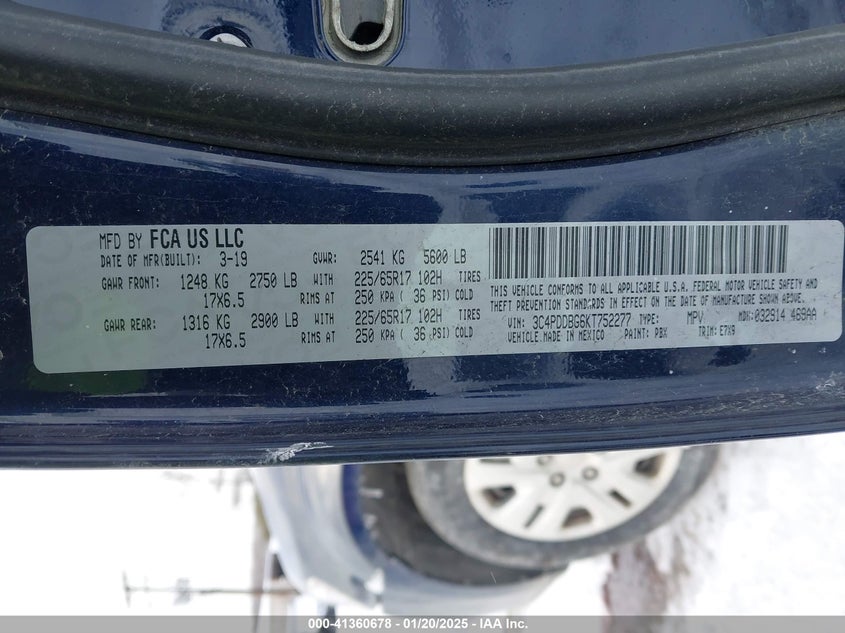 MFD BY FCA US LLC
DATE OF MFR(BUILT): 3-19 GVWR: 2541 KG 5600 LB
GAWR FRONT: 1248 KG 2750 LB WITH 225/65R17 102H TIRES
17X6.5 RIMS AT 250 KPA ( 36 PSI) COLD
GAWR REAR: 1316 KG 2900 LB WITH 225/65R17 102H TIRES
17X6.5 RIMS AT 250 KPA ( 36 PSI) COLD
THIS VEHICLE CONFORMS TO ALL APPLICABLE U.S.A. FEDERAL MOTOR VEHICLE SAFETY AND
THEFT PREVENTION STANDARDS IN EFFECT ON THE DATE OF MANUFACTURE SHOWN ABOVE.
VIN: 3C4PDDBG6KT752277 TYPE: MPV MDH: 032914 469AA
VEHICLE MADE IN MEXICO PAINT: PBX TRIM: E7X9
000-41360678 / 01/20/2025 / IAA Inc.